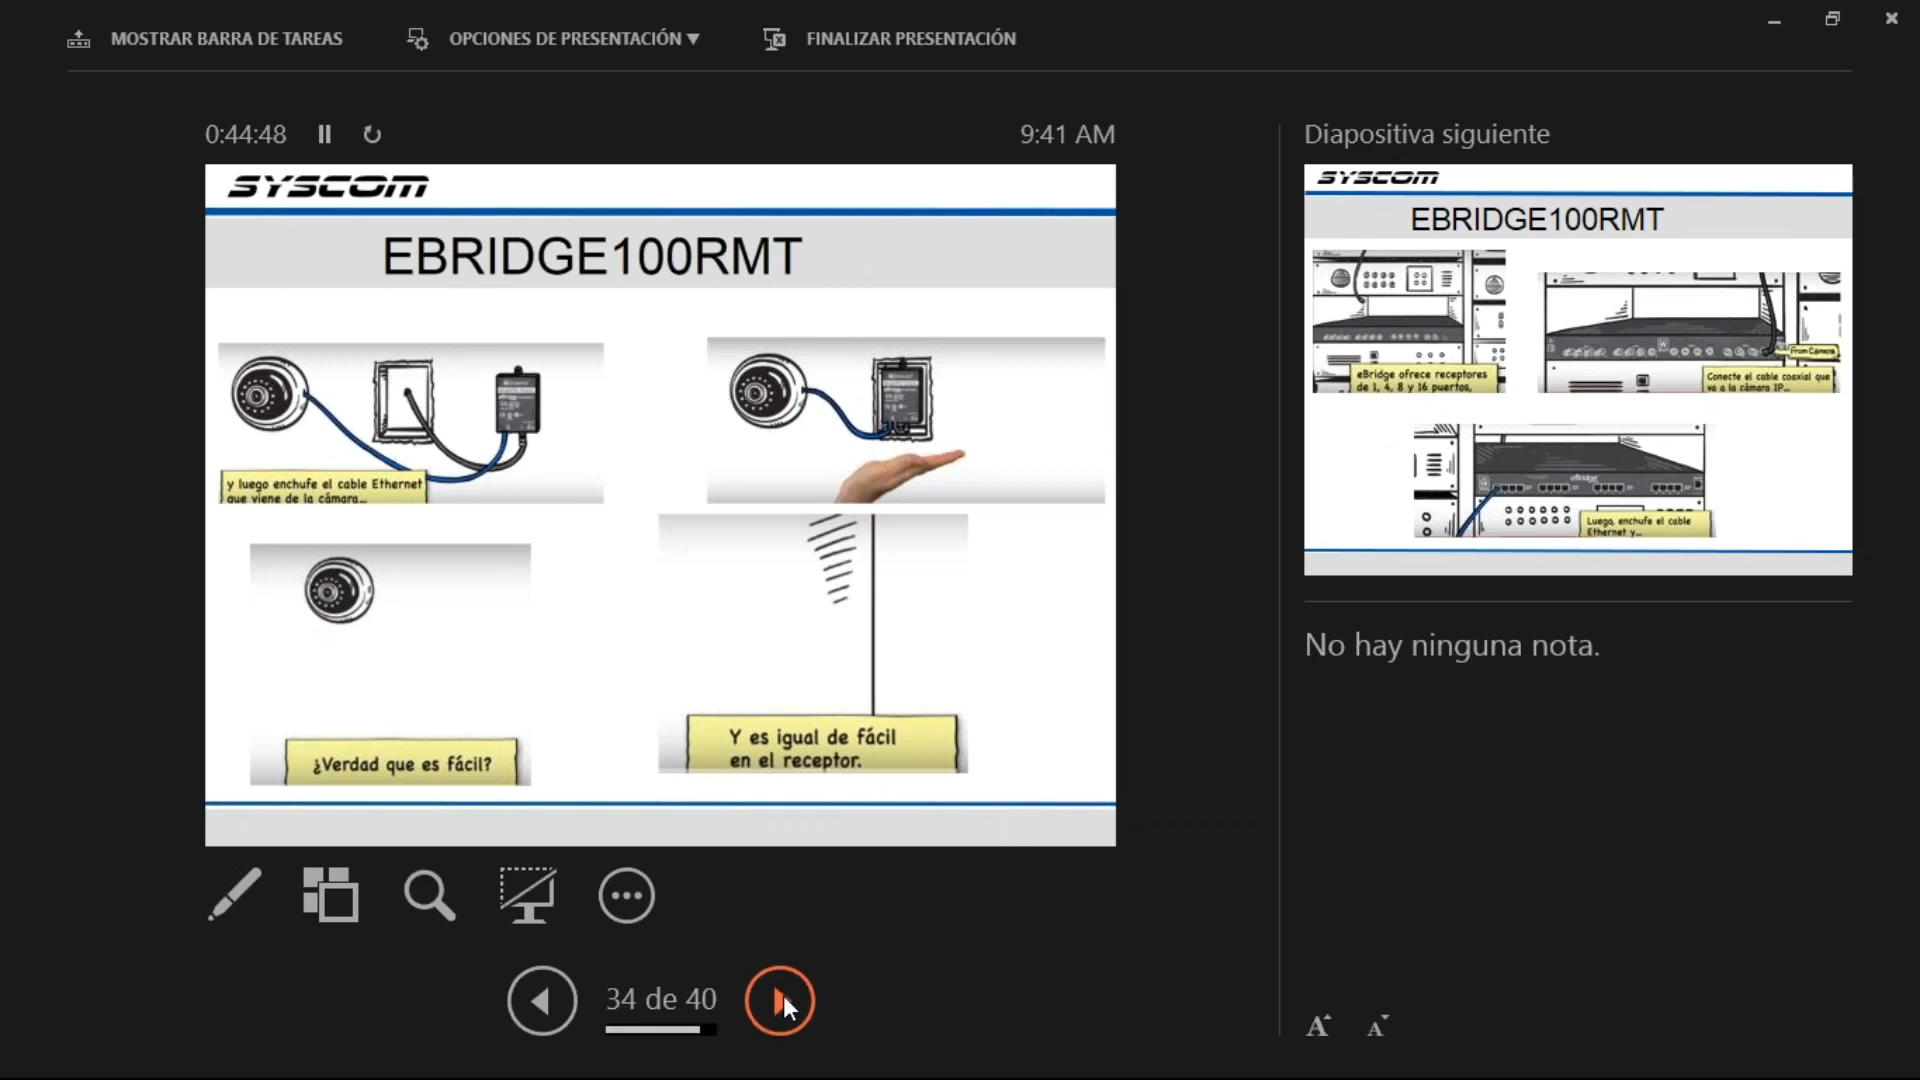 MOSTRAR BARRA DE TAREAS
OPCIONES DE PRESENTACIÓN
FINALIZAR PRESENTACIÓN
0:44:48
9:41 AM
SYSCOM
EBRIDGE100RMT
y luego enchufe el cable Ethernet
que viene de la cámara...
¿Verdad que es fácil?
Y es igual de fácil
en el receptor.
34 de 40
Diapositiva siguiente
SYSCOM
EBRIDGE100RMT
eBridge ofrece receptores
de 1, 4, 8 y 16 puertos,
From Cámara
Conecte el cable coaxial que
va a la cámara IP...
eBridge
Luego, enchufe el cable
Ethernet y...
No hay ninguna nota.
A A